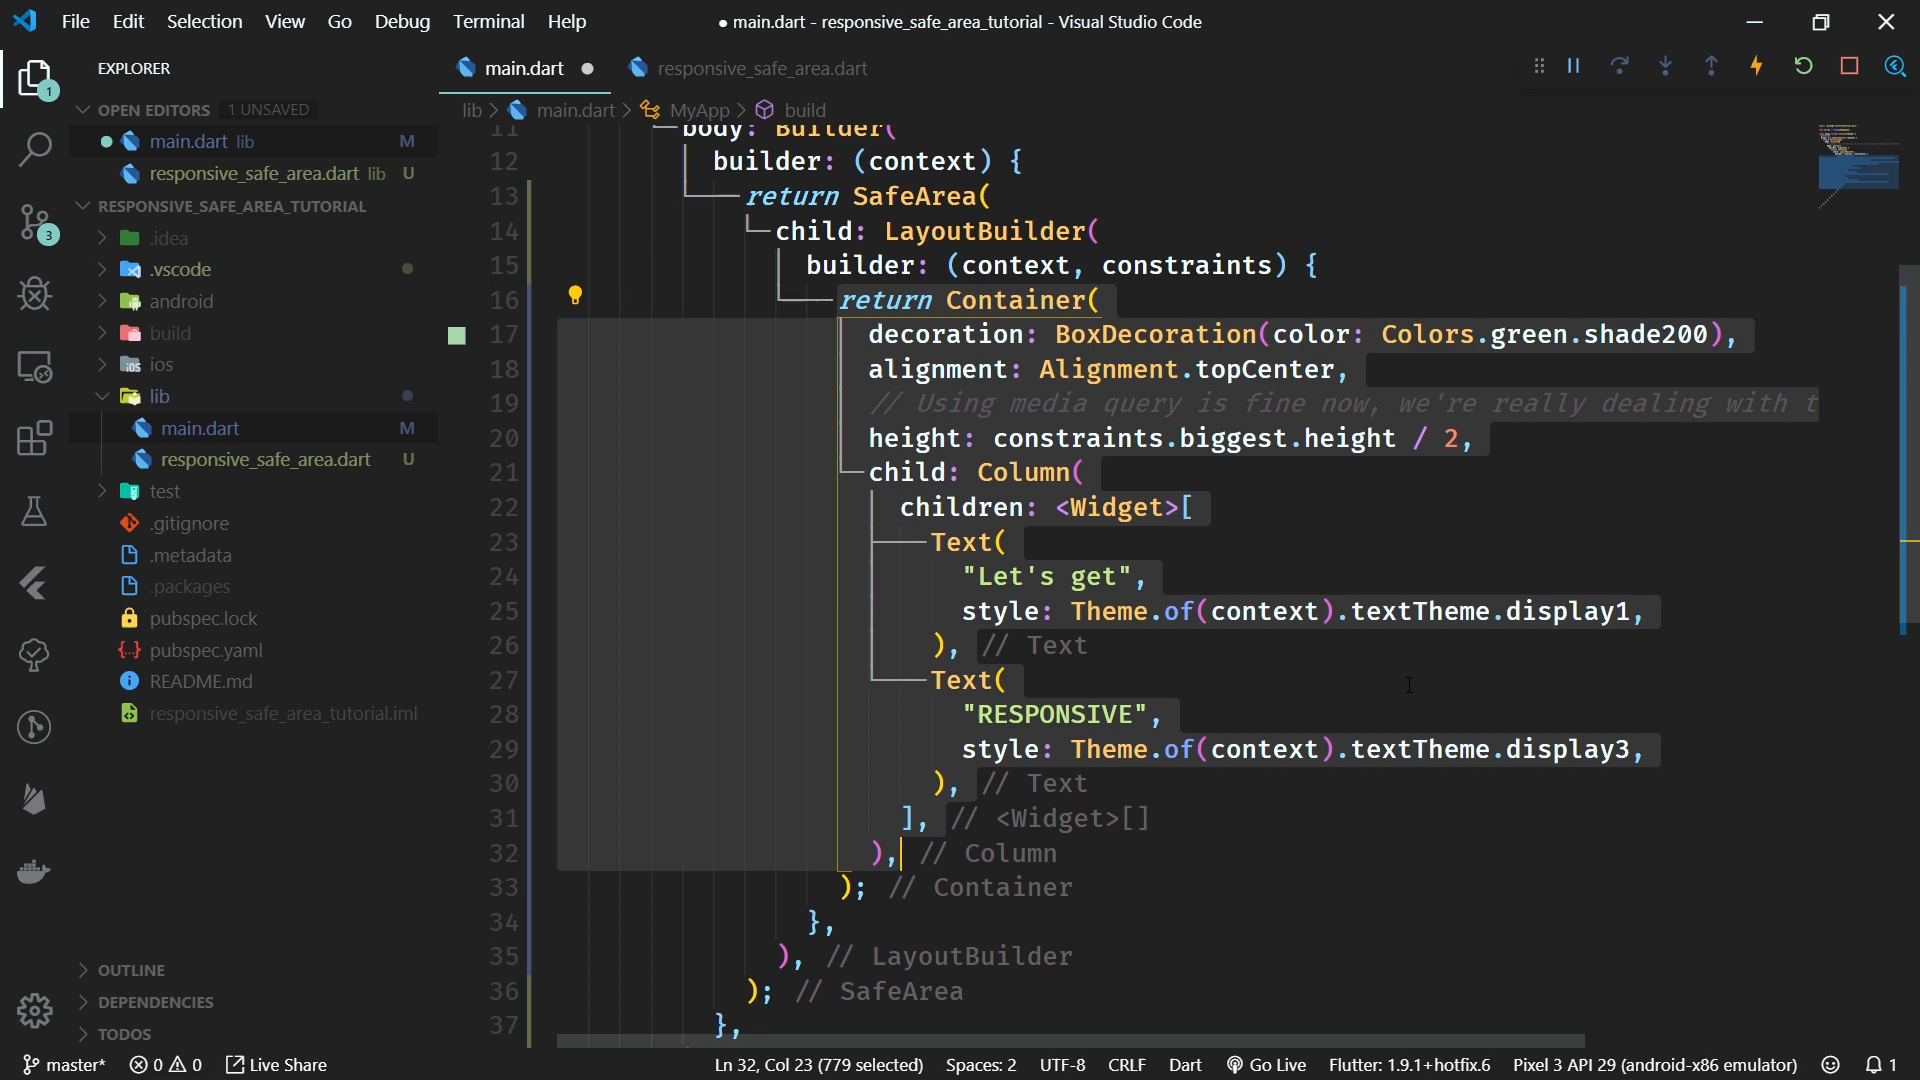 File Edit Selection View Go Debug Terminal Help
● main.dart - responsive_safe_area_tutorial - Visual Studio Code
EXPLORER
main.dart
responsive_safe_area.dart
OPEN EDITORS 1 UNSAVED
lib > main.dart > MyApp > build
main.dart lib M
responsive_safe_area.dart lib U
RESPONSIVE_SAFE_AREA_TUTORIAL
.idea
.vscode
android
build
ios
lib
main.dart M
responsive_safe_area.dart U
test
.gitignore
.metadata
.packages
pubspec.lock
pubspec.yaml
README.md
responsive_safe_area_tutorial.iml
OUTLINE
DEPENDENCIES
TODOS
1
3
11 body: Builder(
12 builder: (context) {
13 return SafeArea(
14 child: LayoutBuilder(
15 builder: (context, constraints) {
16 return Container(
17 decoration: BoxDecoration(color: Colors.green.shade200),
18 alignment: Alignment.topCenter,
19 // Using media query is fine now, we're really dealing with t
20 height: constraints.biggest.height / 2,
21 child: Column(
22 children: <Widget>[
23 Text(
24 "Let's get",
25 style: Theme.of(context).textTheme.display1,
26 ), // Text
27 Text(
28 "RESPONSIVE",
29 style: Theme.of(context).textTheme.display3,
30 ), // Text
31 ], // <Widget>[]
32 ), // Column
33 ); // Container
34 },
35 ), // LayoutBuilder
36 ); // SafeArea
37 },
master* 0 0 Live Share
Ln 32, Col 23 (779 selected) Spaces: 2 UTF-8 CRLF Dart Go Live Flutter: 1.9.1+hotfix.6 Pixel 3 API 29 (android-x86 emulator) 1